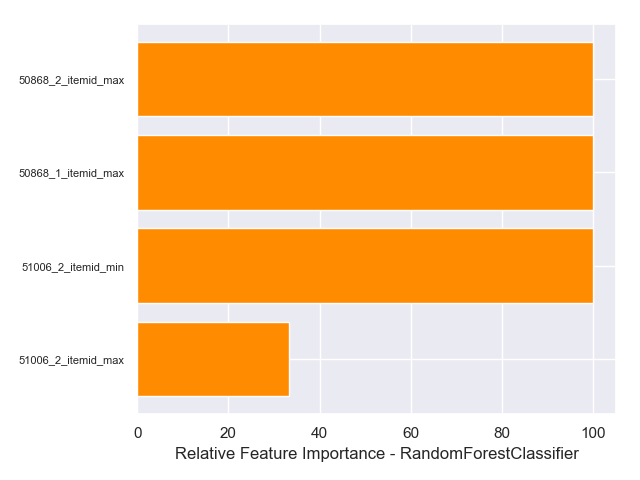 50868_2_itemid_max
50868_1_itemid_max
51006_2_itemid_min
51006_2_itemid_max
0 20 40 60 80 100
Relative Feature Importance - RandomForestClassifier